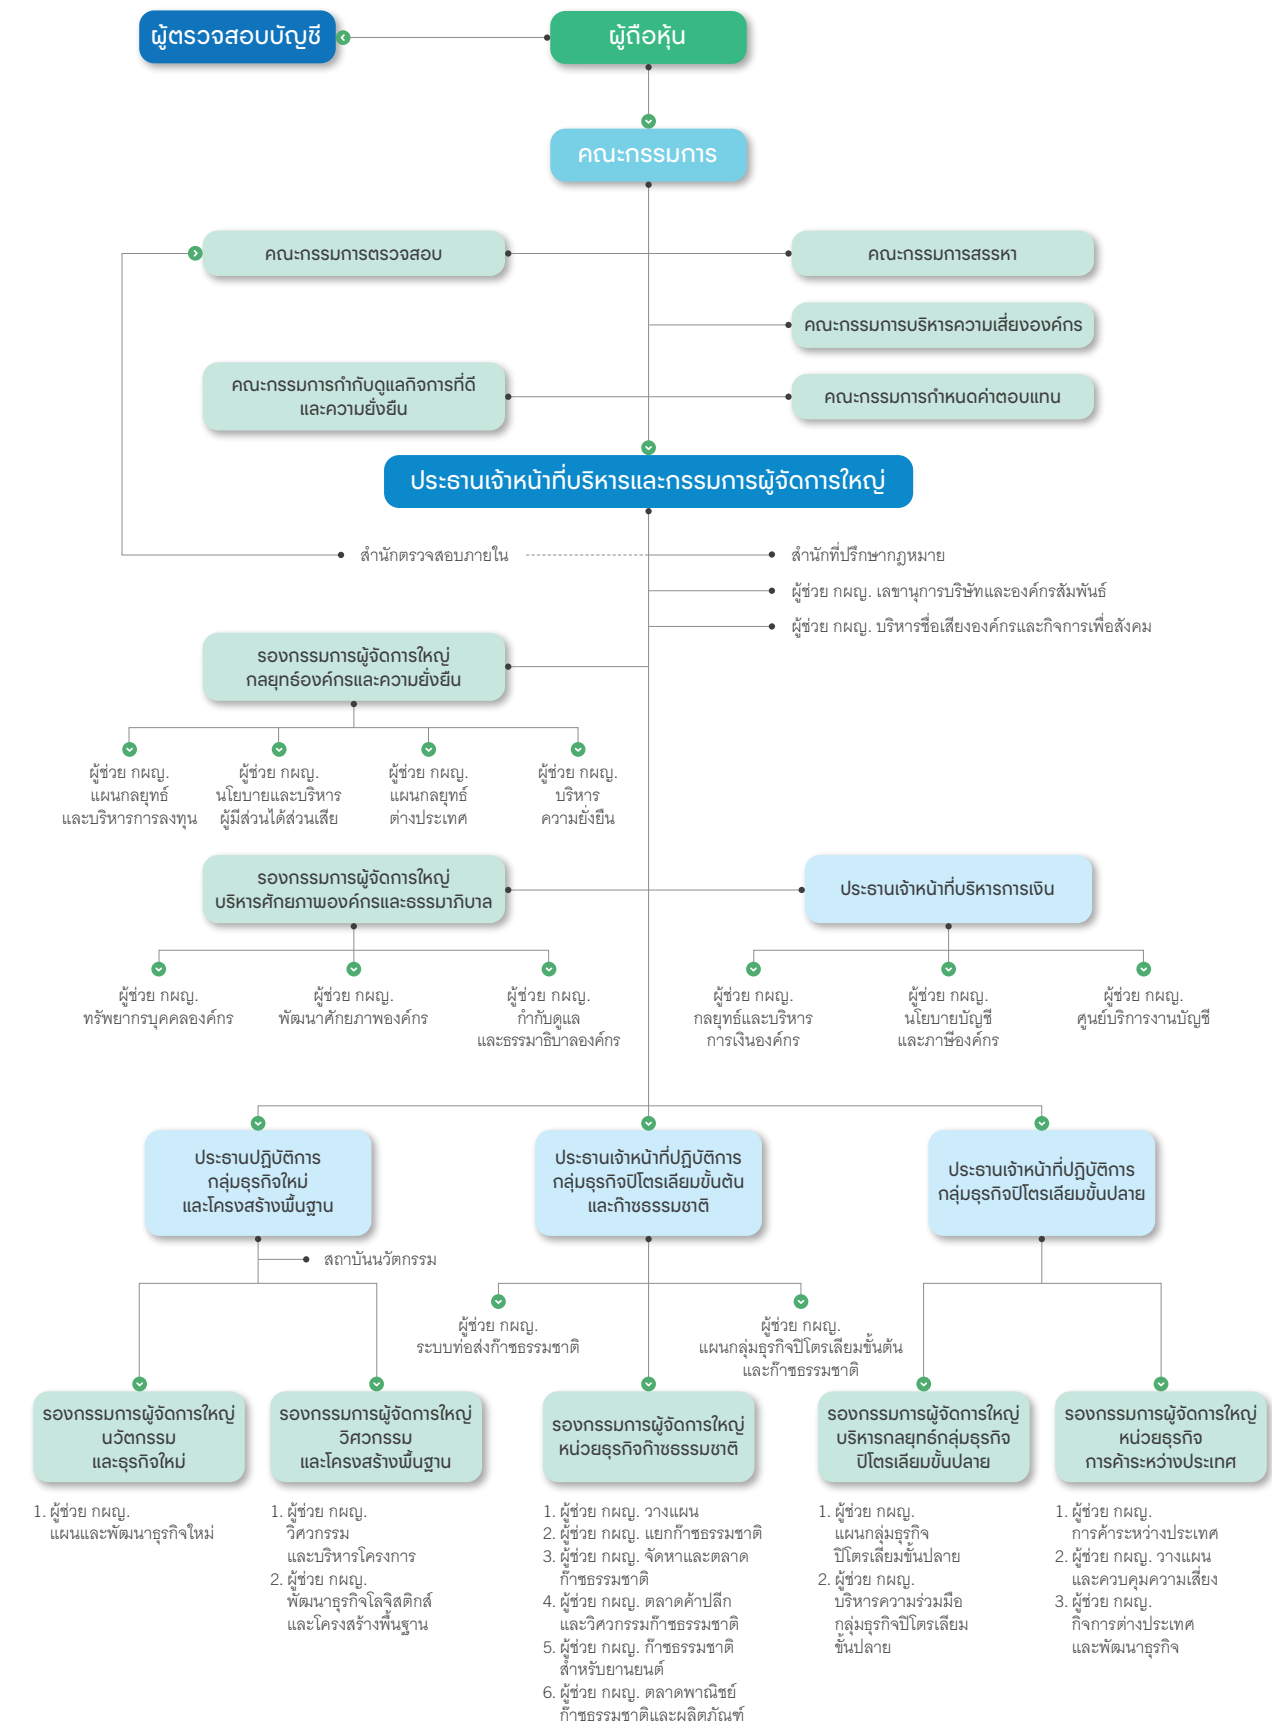 ผู้ตรวจสอบบัญชี
ผู้ถือหุ้น
คณะกรรมการ
คณะกรรมการตรวจสอบ
คณะกรรมการสรรหา
คณะกรรมการบริหารความเสี่ยงองค์กร
คณะกรรมการกำกับดูแลกิจการที่ดี
และความยั่งยืน
คณะกรรมการกำหนดค่าตอบแทน
ประธานเจ้าหน้าที่บริหารและกรรมการผู้จัดการใหญ่
สำนักตรวจสอบภายใน
สำนักที่ปรึกษากฎหมาย
ผู้ช่วย กผญ. เลขานุการบริษัทและองค์กรสัมพันธ์
ผู้ช่วย กผญ. บริหารชื่อเสียงองค์กรและกิจการเพื่อสังคม
รองกรรมการผู้จัดการใหญ่
กลยุทธ์องค์กรและความยั่งยืน
ผู้ช่วย กผญ.
แผนกลยุทธ์
และบริหารการลงทุน
ผู้ช่วย กผญ.
นโยบายและบริหาร
ผู้มีส่วนได้ส่วนเสีย
ผู้ช่วย กผญ.
แผนกลยุทธ์
ต่างประเทศ
ผู้ช่วย กผญ.
บริหาร
ความยั่งยืน
รองกรรมการผู้จัดการใหญ่
บริหารศักยภาพองค์กรและธรรมาภิบาล
ประธานเจ้าหน้าที่บริหารการเงิน
ผู้ช่วย กผญ.
ทรัพยากรบุคคลองค์กร
ผู้ช่วย กผญ.
พัฒนาศักยภาพองค์กร
ผู้ช่วย กผญ.
กำกับดูแล
และธรรมาธิบาลองค์กร
ผู้ช่วย กผญ.
กลยุทธ์และบริหาร
การเงินองค์กร
ผู้ช่วย กผญ.
นโยบายบัญชี
และภาษีองค์กร
ผู้ช่วย กผญ.
ศูนย์บริการงานบัญชี
ประธานปฏิบัติการ
กลุ่มธุรกิจใหม่
และโครงสร้างพื้นฐาน
ประธานเจ้าหน้าที่ปฏิบัติการ
กลุ่มธุรกิจปิโตรเลียมขั้นต้น
และก๊าซธรรมชาติ
ประธานเจ้าหน้าที่ปฏิบัติการ
กลุ่มธุรกิจปิโตรเลียมขั้นปลาย
สถาบันนวัตกรรม
ผู้ช่วย กผญ.
ระบบท่อส่งก๊าซธรรมชาติ
ผู้ช่วย กผญ.
แผนกลุ่มธุรกิจปิโตรเลียมขั้นต้น
และก๊าซธรรมชาติ
รองกรรมการผู้จัดการใหญ่
นวัตกรรม
และธุรกิจใหม่
รองกรรมการผู้จัดการใหญ่
วิศวกรรม
และโครงสร้างพื้นฐาน
รองกรรมการผู้จัดการใหญ่
หน่วยธุรกิจก๊าซธรรมชาติ
รองกรรมการผู้จัดการใหญ่
บริหารกลยุทธ์กลุ่มธุรกิจ
ปิโตรเลียมขั้นปลาย
รองกรรมการผู้จัดการใหญ่
หน่วยธุรกิจ
การค้าระหว่างประเทศ
1. ผู้ช่วย กผญ.
แผนและพัฒนาธุรกิจใหม่
1. ผู้ช่วย กผญ.
วิศวกรรม
และบริหารโครงการ
2. ผู้ช่วย กผญ.
พัฒนาธุรกิจโลจิสติกส์
และโครงสร้างพื้นฐาน
1. ผู้ช่วย กผญ. วางแผน
2. ผู้ช่วย กผญ. แยกก๊าซธรรมชาติ
3. ผู้ช่วย กผญ. จัดหาและตลาด
ก๊าซธรรมชาติ
4. ผู้ช่วย กผญ. ตลาดค้าปลีก
และวิศวกรรมก๊าซธรรมชาติ
5. ผู้ช่วย กผญ. ก๊าซธรรมชาติ
สำหรับยานยนต์
6. ผู้ช่วย กผญ. ตลาดพาณิชย์
ก๊าซธรรมชาติและผลิตภัณฑ์
1. ผู้ช่วย กผญ.
แผนกลุ่มธุรกิจ
ปิโตรเลียมขั้นปลาย
2. ผู้ช่วย กผญ.
บริหารความร่วมมือ
กลุ่มธุรกิจปิโตรเลียม
ขั้นปลาย
1. ผู้ช่วย กผญ.
การค้าระหว่างประเทศ
2. ผู้ช่วย กผญ. วางแผน
และควบคุมความเสี่ยง
3. ผู้ช่วย กผญ.
กิจการต่างประเทศ
และพัฒนาธุรกิจ